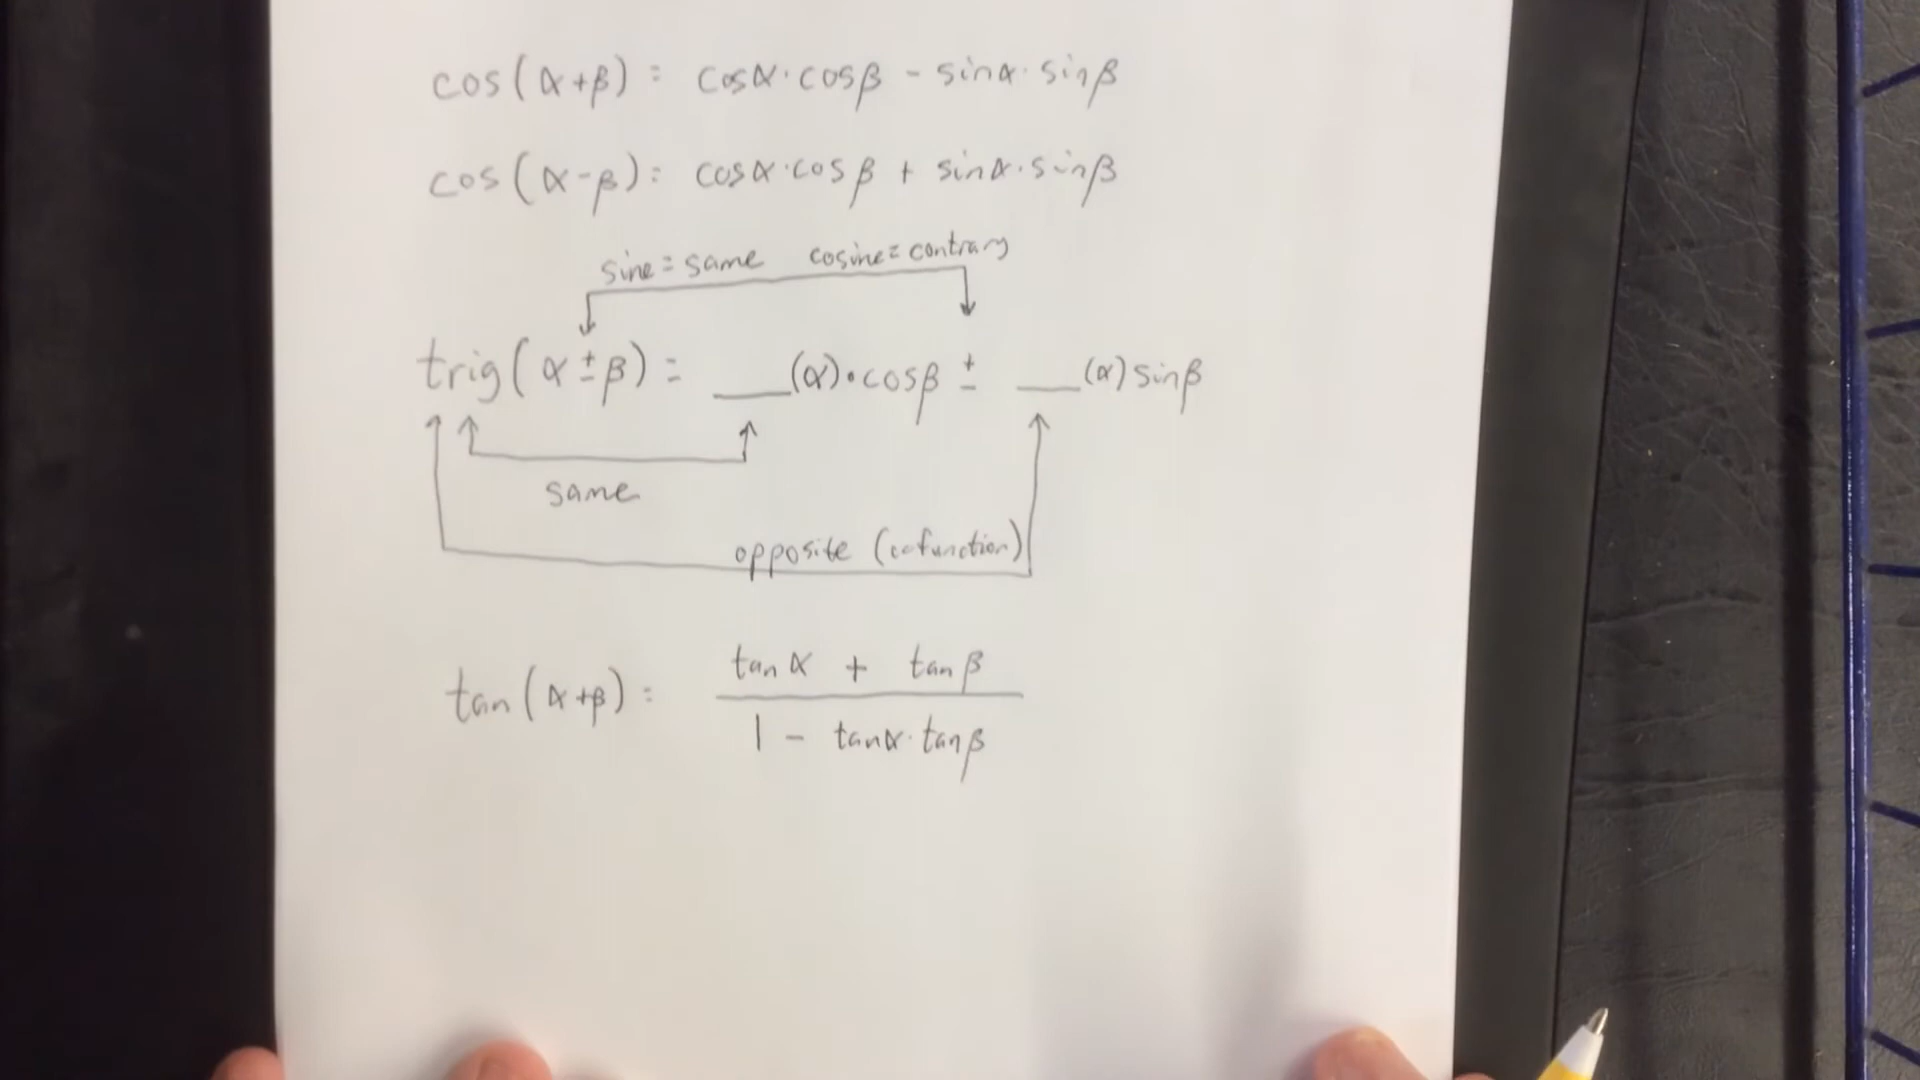 cos(α+β) = cosα·cosβ - sinα·sinβ
cos(α-β) = cosα·cosβ + sinα·sinβ
sine = same cosine = contrary
trig(α±β) = ___(α)·cosβ ± ___(α) sinβ
same
opposite (cofunction)
tanα + tanβ
tan(α+β) =
1 - tanα·tanβ